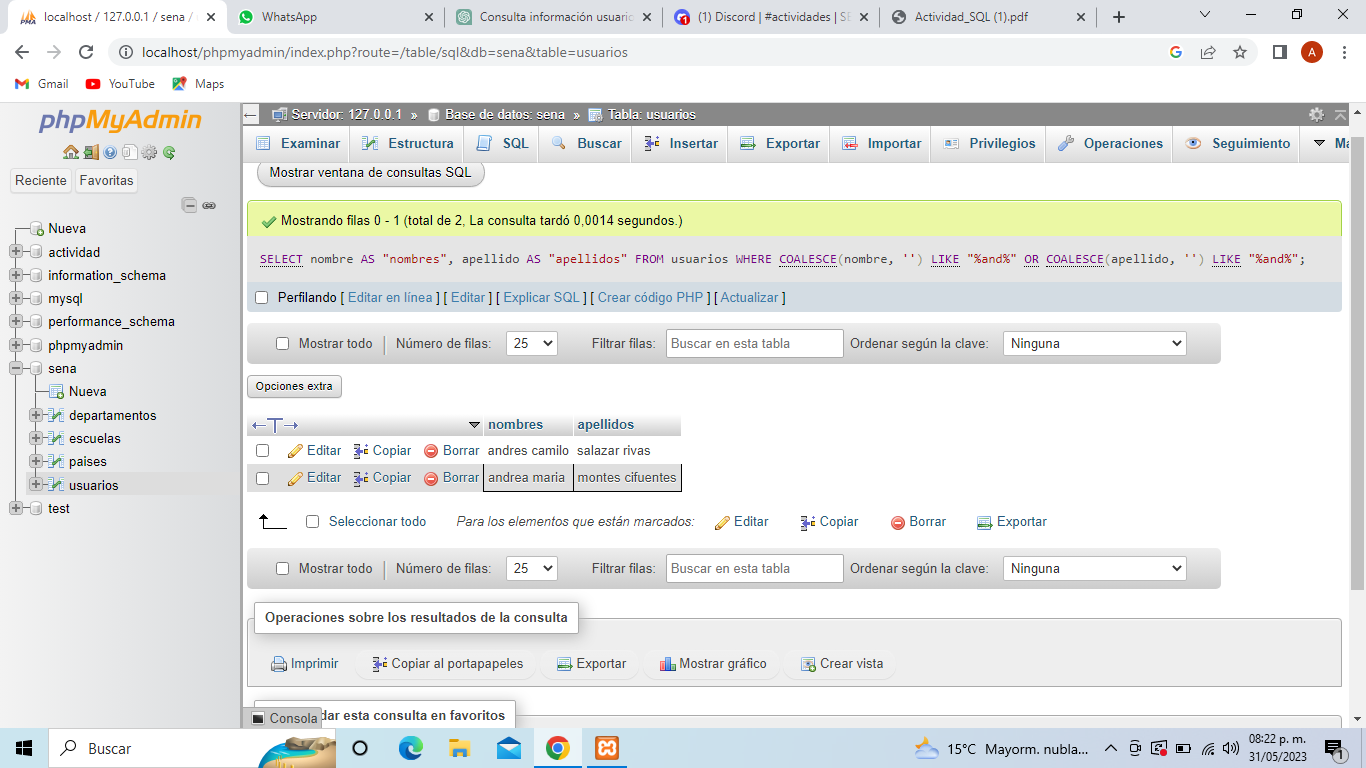 localhost / 127.0.0.1 / sena /
WhatsApp
Consulta información usuario
(1) Discord | #actividades | SE
Actividad_SQL (1).pdf
localhost/phpmyadmin/index.php?route=/table/sql&db=sena&table=usuarios
A
Gmail
YouTube
Maps
phpMyAdmin
Reciente
Favoritas
Nueva
actividad
information_schema
mysql
performance_schema
phpmyadmin
sena
Nueva
departamentos
escuelas
paises
usuarios
test
Servidor: 127.0.0.1 » Base de datos: sena » Tabla: usuarios
Examinar Estructura SQL Buscar Insertar Exportar Importar Privilegios Operaciones Seguimiento Má
Mostrar ventana de consultas SQL
Mostrando filas 0 - 1 (total de 2, La consulta tardó 0,0014 segundos.)
SELECT nombre AS "nombres", apellido AS "apellidos" FROM usuarios WHERE COALESCE(nombre, '') LIKE "%and%" OR COALESCE(apellido, '') LIKE "%and%";
Perfilando [ Editar en línea ] [ Editar ] [ Explicar SQL ] [ Crear código PHP ] [ Actualizar ]
Mostrar todo | Número de filas: 25 Filtrar filas: Buscar en esta tabla Ordenar según la clave: Ninguna
Opciones extra
nombres apellidos
Editar Copiar Borrar andres camilo salazar rivas
Editar Copiar Borrar andrea maria montes cifuentes
Seleccionar todo Para los elementos que están marcados: Editar Copiar Borrar Exportar
Mostrar todo | Número de filas: 25 Filtrar filas: Buscar en esta tabla Ordenar según la clave: Ninguna
Operaciones sobre los resultados de la consulta
Imprimir Copiar al portapapeles Exportar Mostrar gráfico Crear vista
dar esta consulta en favoritos
Consola
Buscar
15°C Mayorm. nubla...
08:22 p. m.
31/05/2023
1